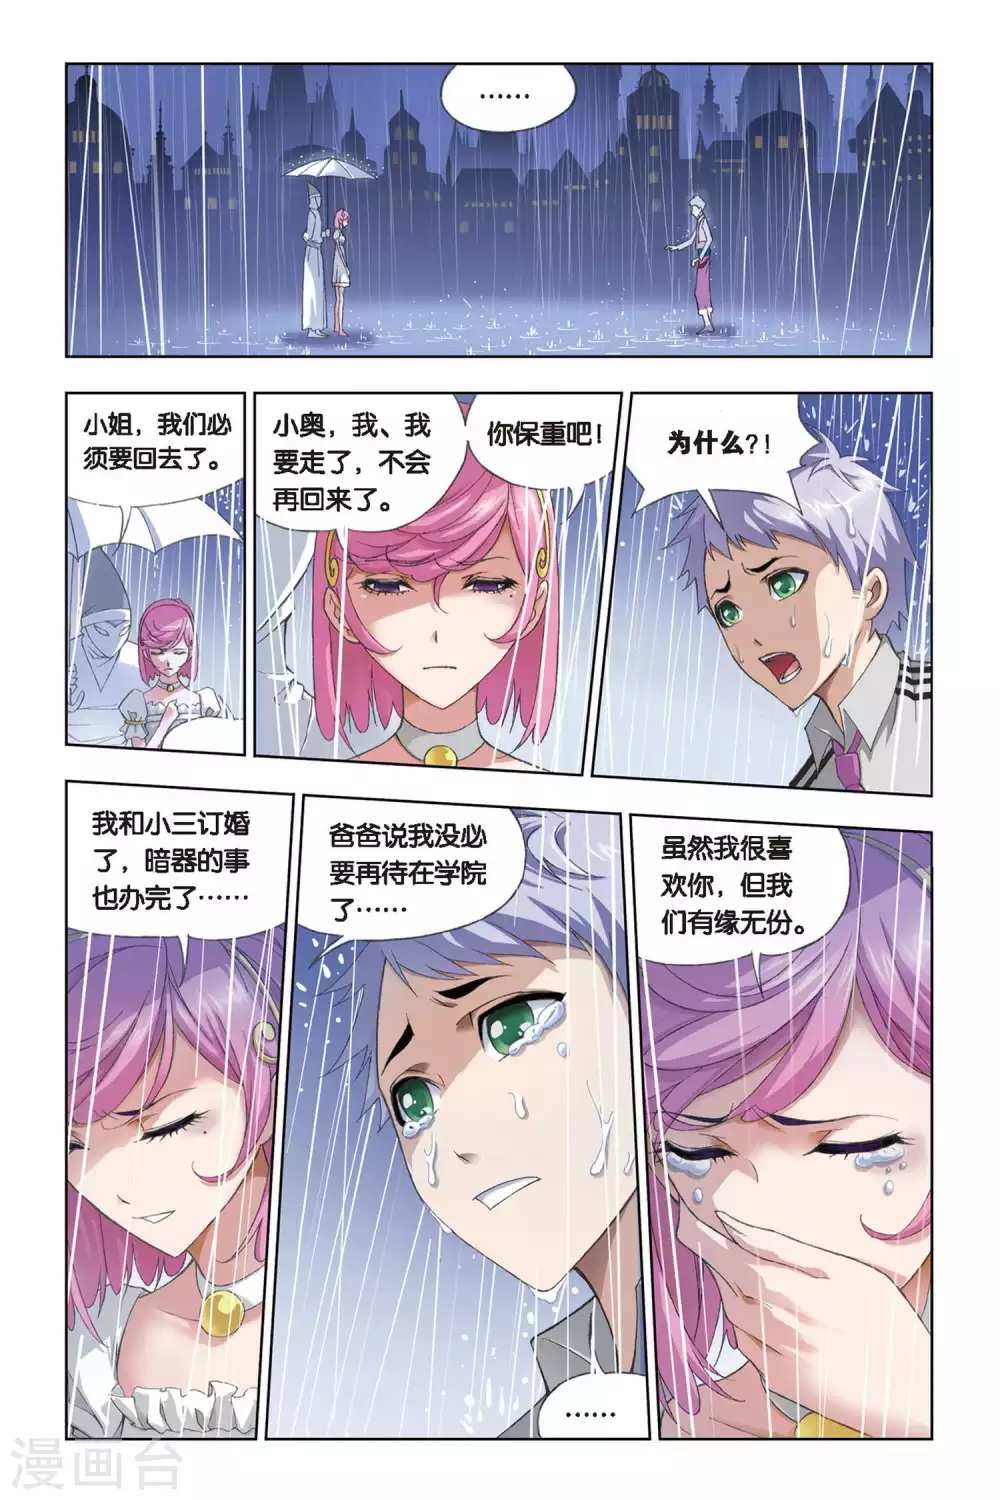 ……
小姐，我们必
须要回去了。
小奥，我、我
要走了，不会
再回来了。
你保重吧！
为什么？！
我和小三订婚
了，暗器的事
也办完了……
爸爸说我没必
要再待在学院
了……
虽然我很喜
欢你，但我
们有缘无份。
……
漫画台